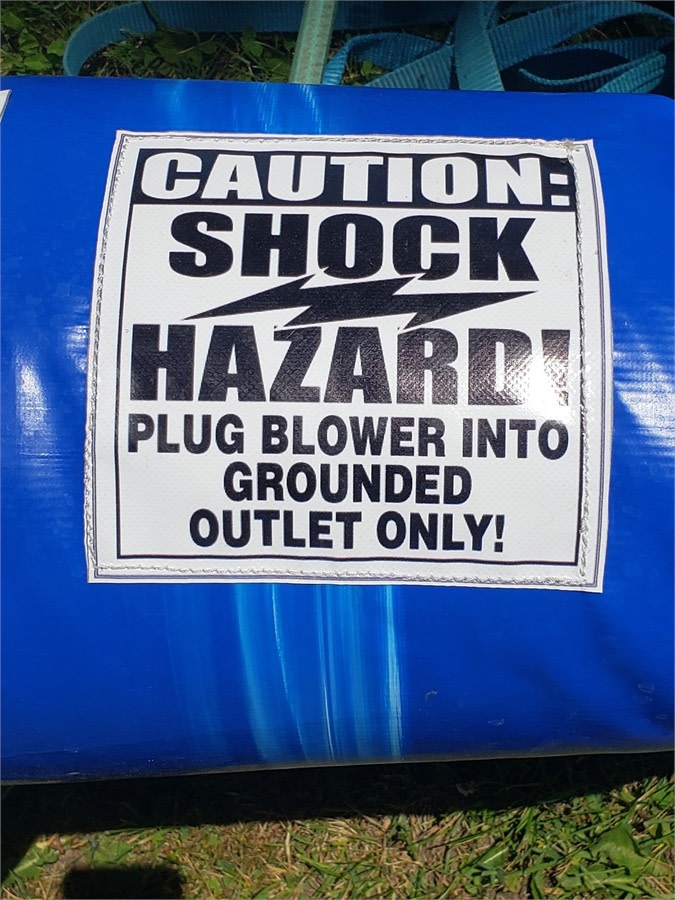 CAUTION:
SHOCK
HAZARD!
PLUG BLOWER INTO
GROUNDED
OUTLET ONLY!